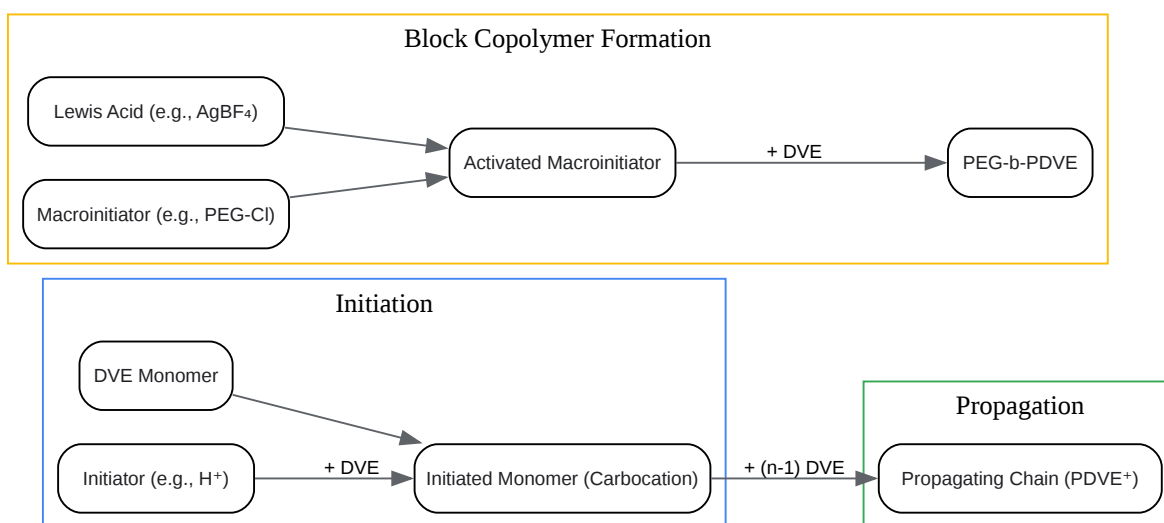 Block Copolymer Formation
Lewis Acid (e.g., AgBF₄)
Macroinitiator (e.g., PEG-Cl)
Activated Macroinitiator
+ DVE
PEG-b-PDVE
Initiation
DVE Monomer
Initiator (e.g., H⁺)
+ DVE
Initiated Monomer (Carbocation)
+ (n-1) DVE
Propagation
Propagating Chain (PDVE⁺)